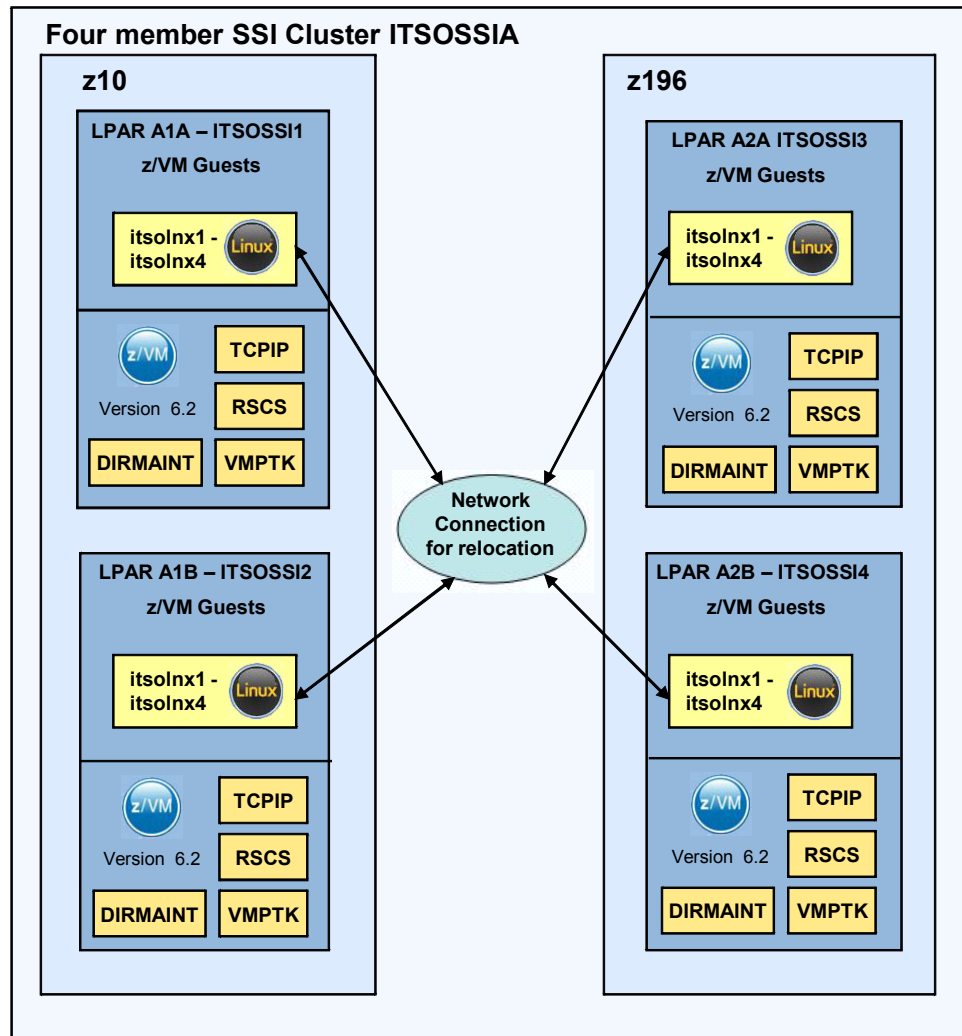 Four member SSI Cluster ITSOSSIA
z10
LPAR A1A – ITSOSSI1
z/VM Guests
itsolnx1 -
itsolnx4
Linux
z/VM
Version 6.2
TCPIP
RSCS
DIRMAINT
VMPTK
LPAR A1B – ITSOSSI2
z/VM Guests
itsolnx1 -
itsolnx4
Linux
z/VM
Version 6.2
TCPIP
RSCS
DIRMAINT
VMPTK
Network
Connection
for relocation
z196
LPAR A2A ITSOSSI3
z/VM Guests
itsolnx1 -
itsolnx4
Linux
z/VM
Version 6.2
TCPIP
RSCS
DIRMAINT
VMPTK
LPAR A2B – ITSOSSI4
z/VM Guests
itsolnx1 -
itsolnx4
Linux
z/VM
Version 6.2
TCPIP
RSCS
DIRMAINT
VMPTK